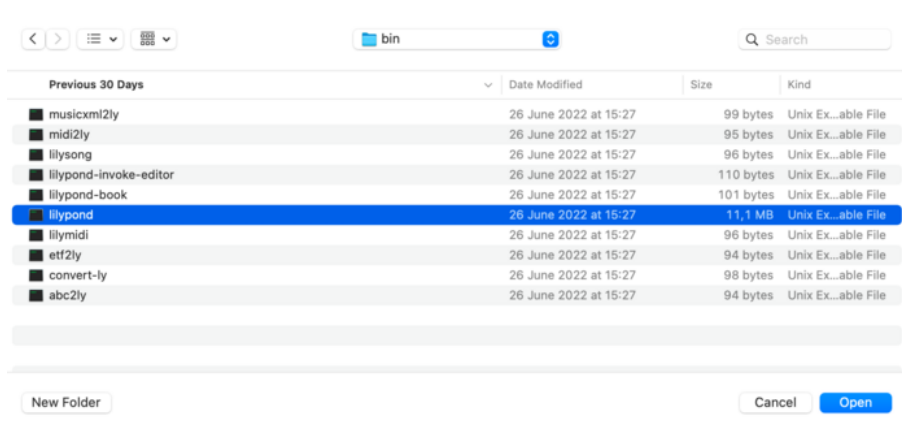 bin Search
Previous 30 Days Date Modified Size Kind
musicxml2ly 26 June 2022 at 15:27 99 bytes Unix Ex...able File
midi2ly 26 June 2022 at 15:27 95 bytes Unix Ex...able File
lilysong 26 June 2022 at 15:27 96 bytes Unix Ex...able File
lilypond-invoke-editor 26 June 2022 at 15:27 110 bytes Unix Ex...able File
lilypond-book 26 June 2022 at 15:27 101 bytes Unix Ex...able File
lilypond 26 June 2022 at 15:27 11,1 MB Unix Ex...able File
lilymidi 26 June 2022 at 15:27 96 bytes Unix Ex...able File
etf2ly 26 June 2022 at 15:27 94 bytes Unix Ex...able File
convert-ly 26 June 2022 at 15:27 98 bytes Unix Ex...able File
abc2ly 26 June 2022 at 15:27 94 bytes Unix Ex...able File
New Folder Cancel Open